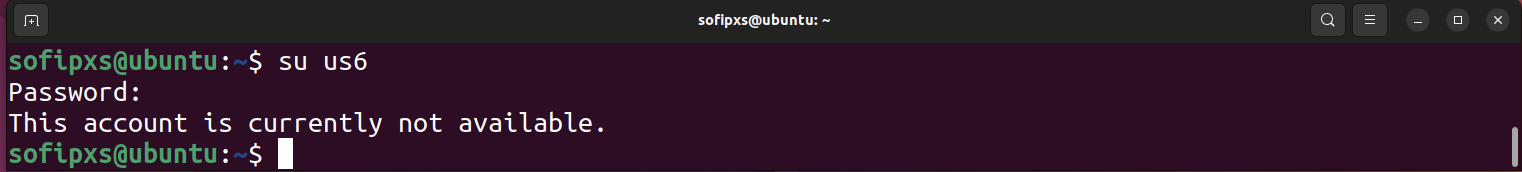 sofipxs@ubuntu: ~
sofipxs@ubuntu:~$ su us6
Password:
This account is currently not available.
sofipxs@ubuntu:~$